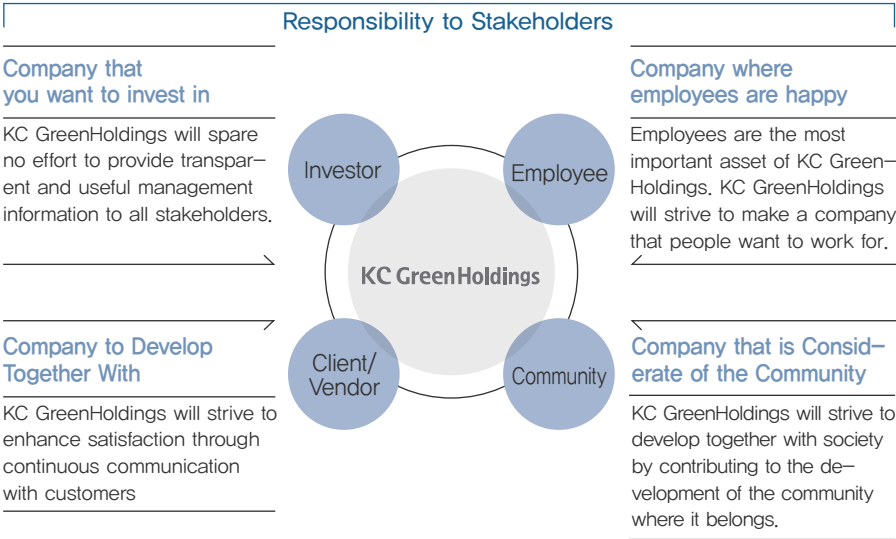 Responsibility to Stakeholders
Company that
you want to invest in
KC GreenHoldings will spare
no effort to provide transpar-
ent and useful management
information to all stakeholders.
Investor
Employee
Company where
employees are happy
Employees are the most
important asset of KC Green-
Holdings. KC GreenHoldings
will strive to make a company
that people want to work for.
KC GreenHoldings
Company to Develop
Together With
KC GreenHoldings will strive to
enhance satisfaction through
continuous communication
with customers
Client/
Vendor
Community
Company that is Consid-
erate of the Community
KC GreenHoldings will strive to
develop together with society
by contributing to the de-
velopment of the community
where it belongs.